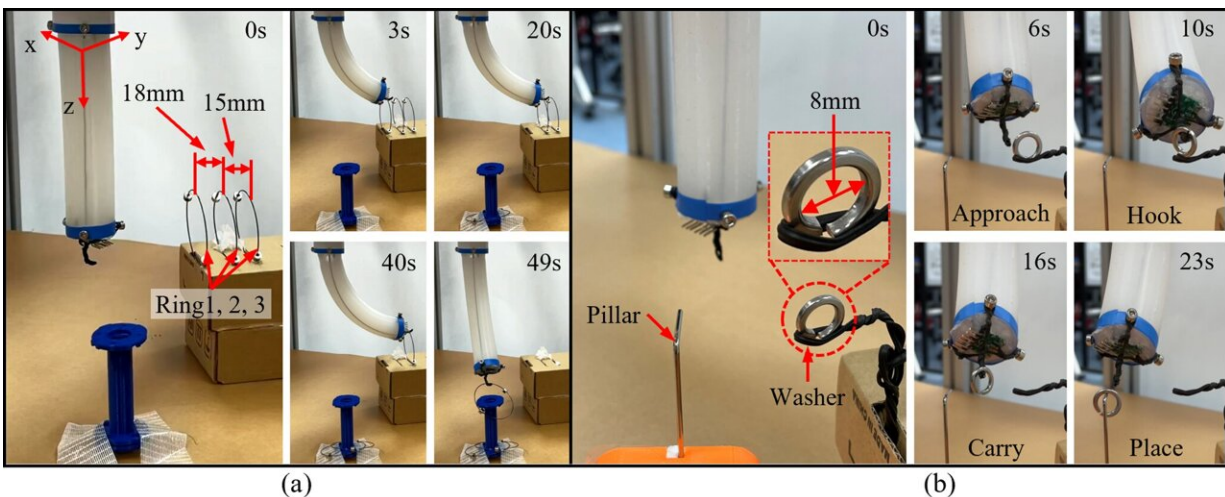 0s
x
y
z
18mm
15mm
Ring1, 2, 3
3s
20s
40s
49s
(a)
0s
8mm
Pillar
Washer
6s
Approach
10s
Hook
16s
Carry
23s
Place
(b)